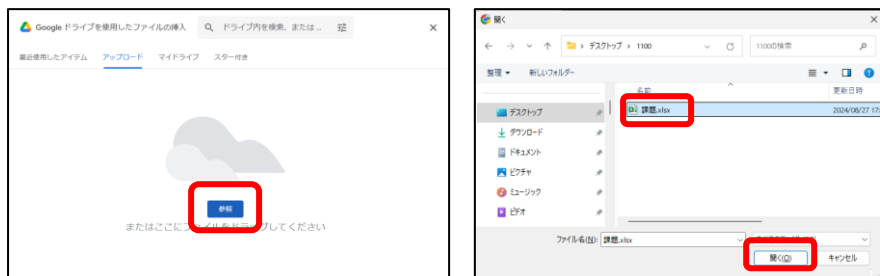 Google ドライブを使用したファイルの挿入
ドライブ内を検索、または ...
最近使用したアイテム アップロード マイドライブ スター付き
参照
またはここにファイルをドラッグしてください
開く
デスクトップ › 1100
1100の検索
整理 新しいフォルダー
名前 更新日時
課題.xlsx 2024/08/27 17:
デスクトップ
ダウンロード
ドキュメント
ピクチャ
ミュージック
ビデオ
ファイル名(N): 課題.xlsx
開く(O) キャンセル